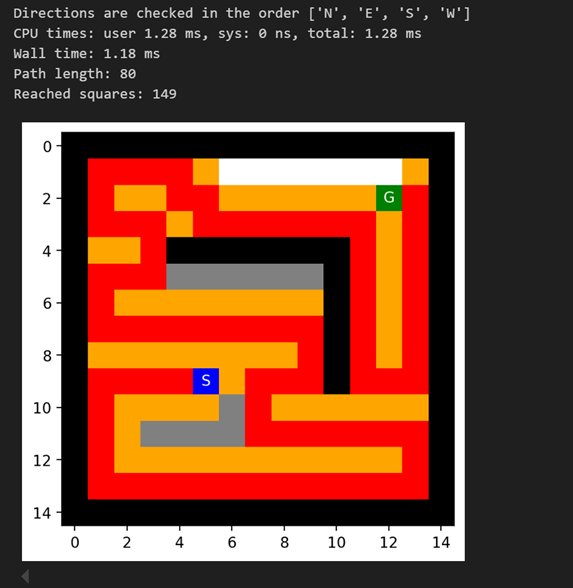 Directions are checked in the order ['N', 'E', 'S', 'W']
CPU times: user 1.28 ms, sys: 0 ns, total: 1.28 ms
Wall time: 1.18 ms
Path length: 80
Reached squares: 149
0
2
G
4
6
8
S
10
12
14
0 2 4 6 8 10 12 14